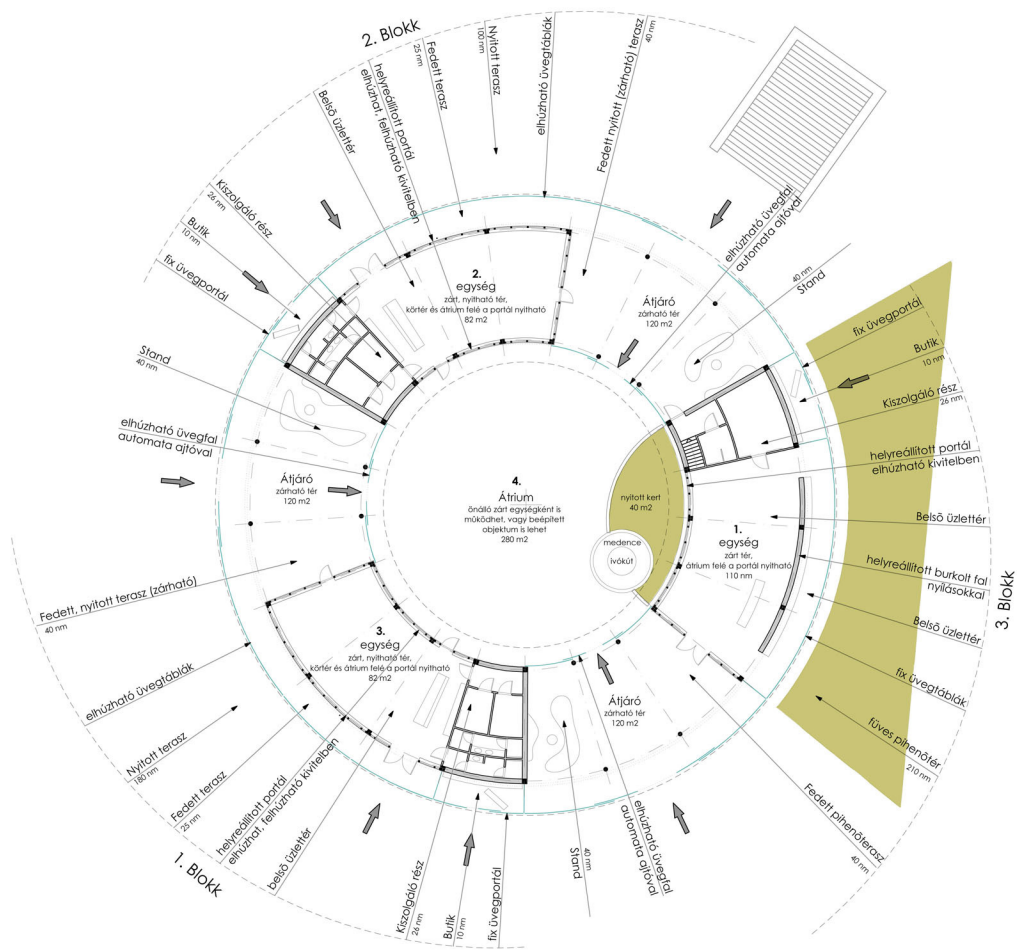 2. Blokk
Nyitott terasz
100 nm
Fedett terasz
25 nm
helyreállított portál
elhúzhat, felhúzható kivitelben
Belső üzlettér
Kiszolgáló rész
26 nm
Butik
10 nm
fix üvegportál
Stand
40 nm
elhúzható üvegfal
automata ajtóval
elhúzható üvegtáblák
Fedett nyitott (zárható) terasz
40 nm
elhúzható üvegfal
automata ajtóval
40 nm
Stand
fix üvegportál
Butik
10 nm
Kiszolgáló rész
26 nm
helyreállított portál
elhúzható kivitelben
Belső üzlettér
helyreállított burkolt fal
nyílásokkal
Belső üzlettér
3. Blokk
fix üvegtáblák
füves pihenőtér
210 nm
Fedett pihenőterasz
40 nm
2.
egység
zárt, nyitható tér,
körtér és átrium felé a portál nyitható
82 m2
Átjáró
zárható tér
120 m2
Átjáró
zárható tér
120 m2
4.
Átrium
önálló zárt egységként is
működhet, vagy beépített
objektum is lehet
280 m2
nyitott kert
40 m2
medence
ivókút
1.
egység
zárt tér,
átrium felé a portál nyitható
110 nm
3.
egység
zárt, nyitható tér,
körtér és átrium felé a portál nyitható
82 m2
Átjáró
zárható tér
120 m2
Fedett, nyitott terasz (zárható)
40 nm
elhúzható üvegtáblák
Nyitott terasz
180 nm
Fedett terasz
25 nm
helyreállított portál
elhúzhat, felhúzható kivitelben
belső üzlettér
1. Blokk
Kiszolgáló rész
26 nm
Butik
10 nm
fix üvegportál
Stand
40 nm
elhúzható üvegfal
automata ajtóval